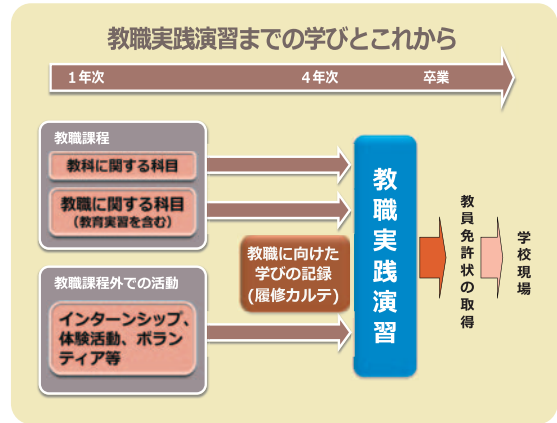 教職実践演習までの学びとこれから
1年次
4年次
卒業
教職課程
教科に関する科目
教職に関する科目
(教育実習を含む)
教職に向けた
学びの記録
(履修カルテ)
教職課程外での活動
インターンシップ、
体験活動、ボラン
ティア等
教職実践演習
教員免許状の取得
学校現場